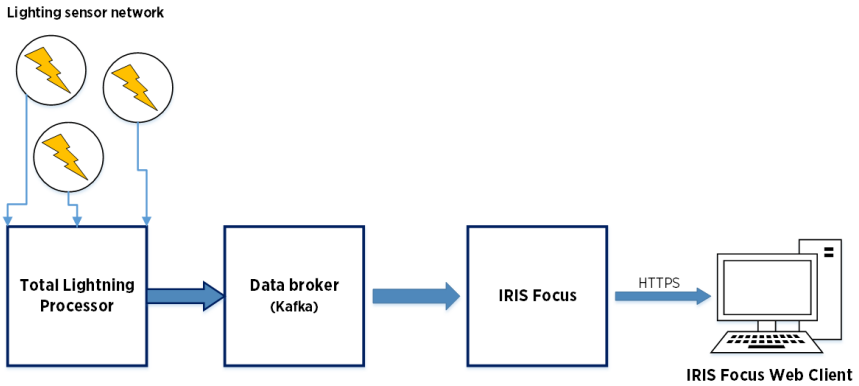 Lighting sensor network
Total Lightning
Processor
Data broker
(Kafka)
IRIS Focus
HTTPS
IRIS Focus Web Client